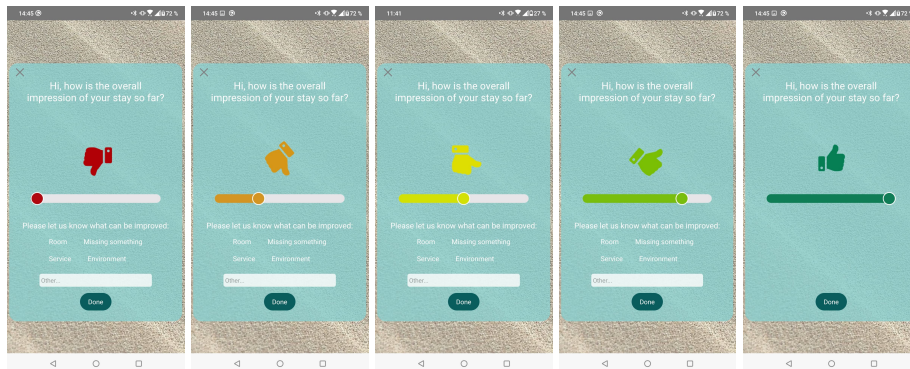 14:45
72 %
Hi, how is the overall
impression of your stay so far?
Please let us know what can be improved:
Room Missing something
Service Environment
Other...
Done
14:45
72 %
Hi, how is the overall
impression of your stay so far?
Please let us know what can be improved:
Room Missing something
Service Environment
Other...
Done
11:41
27 %
Hi, how is the overall
impression of your stay so far?
Please let us know what can be improved:
Room Missing something
Service Environment
Other...
Done
14:45
72 %
Hi, how is the overall
impression of your stay so far?
Please let us know what can be improved:
Room Missing something
Service Environment
Other...
Done
14:45
72 %
Hi, how is the overall
impression of your stay so far?
Done